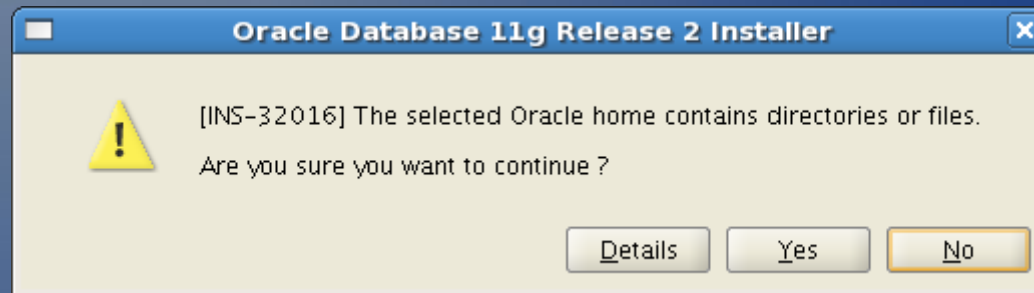 Oracle Database 11g Release 2 Installer
[INS-32016] The selected Oracle home contains directories or files.
Are you sure you want to continue ?
Details Yes No